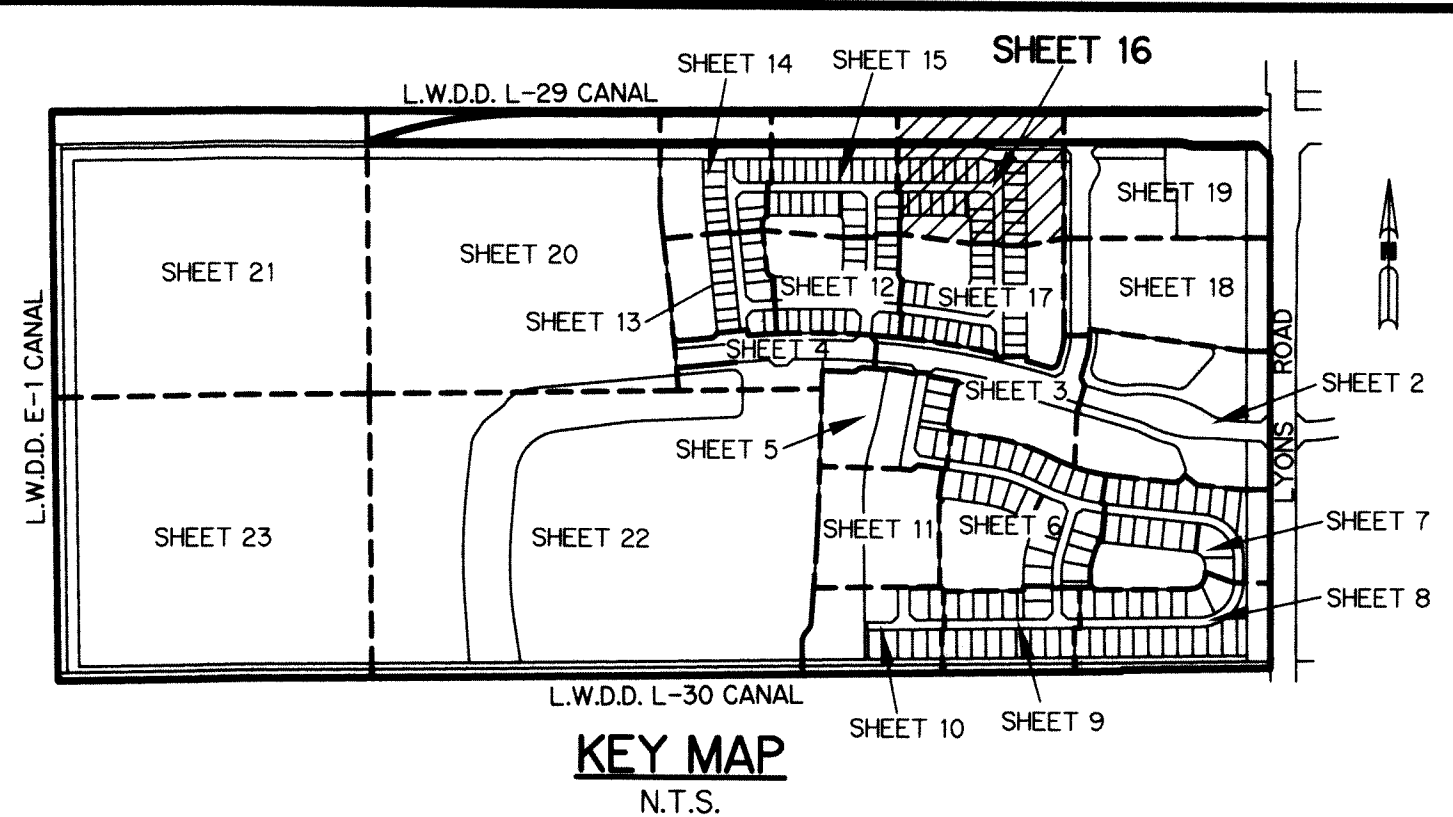 SHEET 14
SHEET 15
SHEET 16
L.W.D.D. L-29 CANAL
SHEET 19
SHEET 20
SHEET 21
SHEET 12
SHEET 17
SHEET 18
SHEET 13
SHEET 4
L.W.D.D. E-1 CANAL
LYONS ROAD
SHEET 3
SHEET 2
SHEET 5
SHEET 23
SHEET 22
SHEET 11
SHEET 6
SHEET 7
SHEET 8
L.W.D.D. L-30 CANAL
SHEET 10
SHEET 9
KEY MAP
N.T.S.